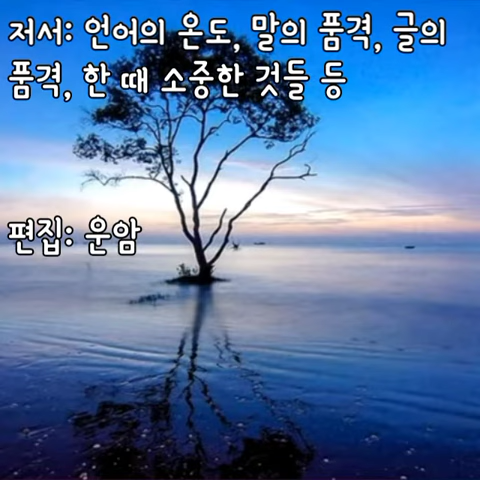 저서: 언어의 온도, 말의 품격, 글의
품격, 한 때 소중한 것들 등
편집: 운암